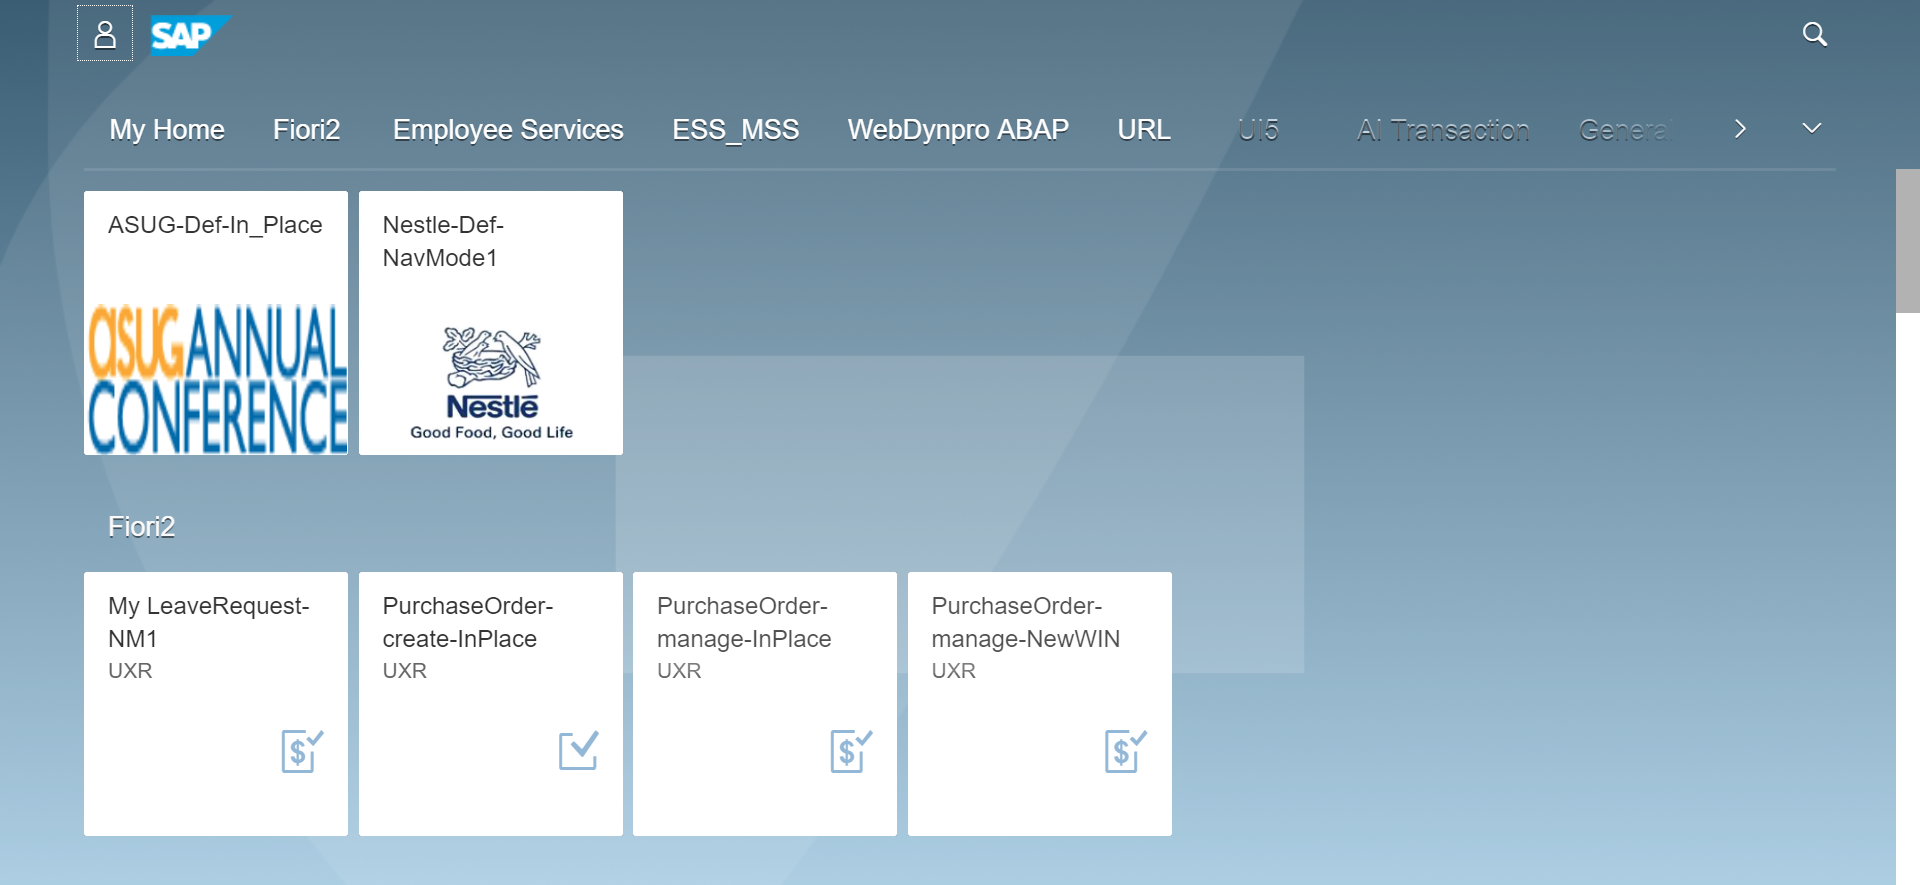 SAP
My Home Fiori2 Employee Services ESS_MSS WebDynpro ABAP URL UI5 AI Transaction General
ASUG-Def-In_Place
asug ANNUAL
CONFERENCE
Nestle-Def-
NavMode1
Nestlé
Good Food, Good Life
Fiori2
My LeaveRequest-
NM1
UXR
PurchaseOrder-
create-InPlace
UXR
PurchaseOrder-
manage-InPlace
UXR
PurchaseOrder-
manage-NewWIN
UXR